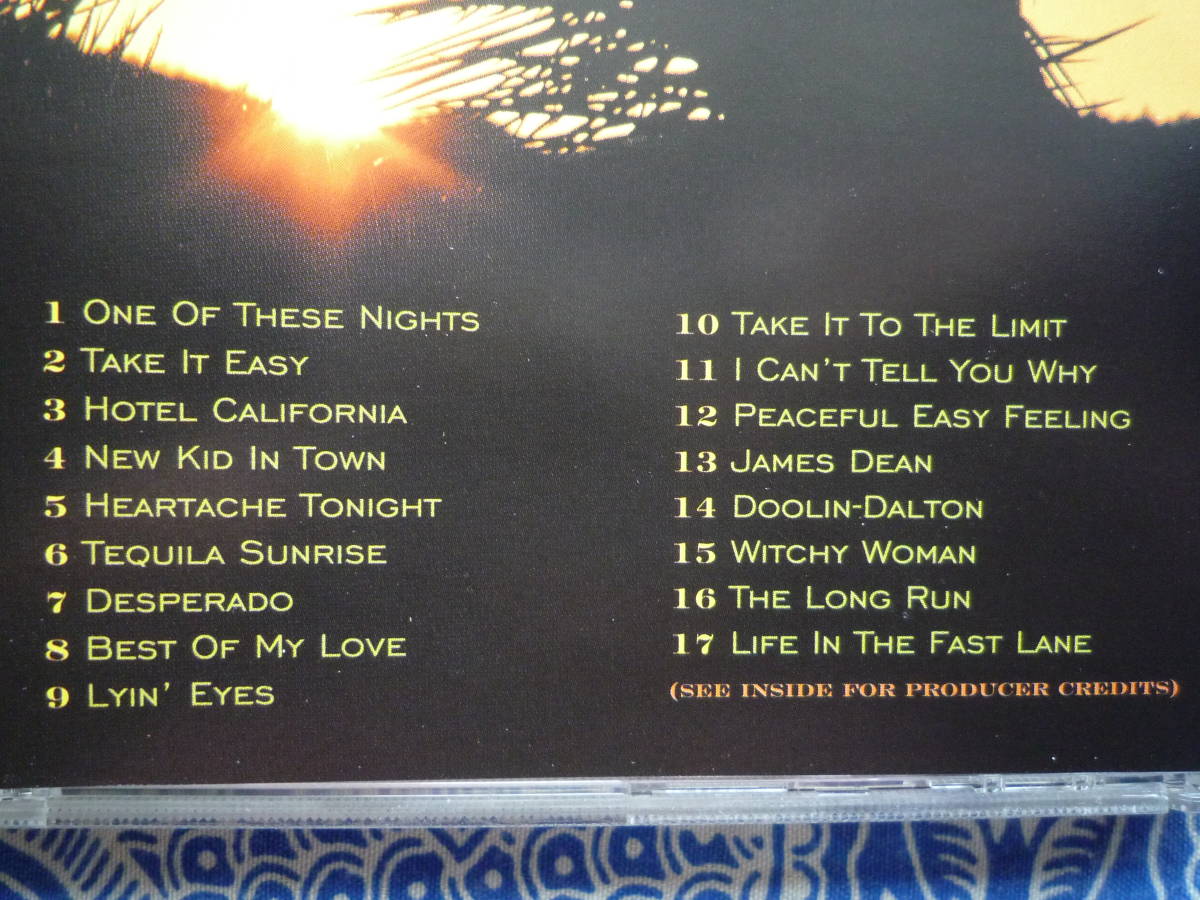 1 One Of These Nights
2 Take It Easy
3 Hotel California
4 New Kid In Town
5 Heartache Tonight
6 Tequila Sunrise
7 Desperado
8 Best Of My Love
9 Lyin' Eyes
10 Take It To The Limit
11 I Can't Tell You Why
12 Peaceful Easy Feeling
13 James Dean
14 Doolin-Dalton
15 Witchy Woman
16 The Long Run
17 Life In The Fast Lane
(SEE INSIDE FOR PRODUCER CREDITS)